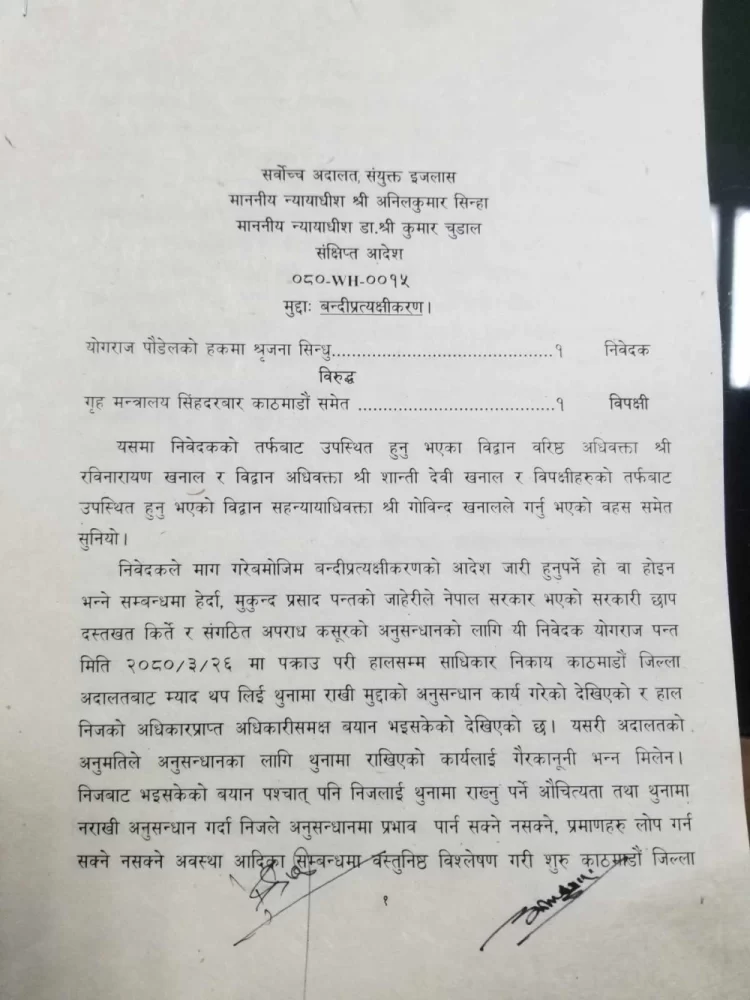 सर्वोच्च अदालत, संयुक्त इजलास
माननीय न्यायाधीश श्री अनिलकुमार सिन्हा
माननीय न्यायाधीश डा.श्री कुमार चुडाल
संक्षिप्त आदेश
०८०-WH-००१५
मुद्दाः बन्दीप्रत्यक्षीकरण।
योगराज पौडेलको हकमा श्रृजना सिन्धु.....................................................१ निवेदक
विरुद्ध
गृह मन्त्रालय सिंहदरबार काठमाडौं समेत ...............................................१ विपक्षी
यसमा निवेदकको तर्फबाट उपस्थित हुनु भएका विद्वान वरिष्ठ अधिवक्ता श्री
रविनारायण खनाल र विद्वान अधिवक्ता श्री शान्ती देवी खनाल र विपक्षीहरुको तर्फबाट
उपस्थित हुनु भएको विद्वान सहन्यायाधिवक्ता श्री गोविन्द खनालले गर्नु भएको वहस समेत
सुनियो।
निवेदकले माग गरेबमोजिम बन्दीप्रत्यक्षीकरणको आदेश जारी हुनुपर्ने हो वा होइन
भन्ने सम्बन्धमा हेर्दा, मुकुन्द प्रसाद पन्तको जाहेरीले नेपाल सरकार भएको सरकारी छाप
दस्तखत किर्ते र संगठित अपराध कसूरको अनुसन्धानको लागि यी निवेदक योगराज पन्त
मिति २०८०/३/२६ मा पक्राउ परी हालसम्म साधिकार निकाय काठमाडौं जिल्ला
अदालतबाट म्याद थप लिई थुनामा राखी मुद्दाको अनुसन्धान कार्य गरेको देखिएको र हाल
निजको अधिकारप्राप्त अधिकारीसमक्ष बयान भइसकेको देखिएको छ। यसरी अदालतको
अनुमतिले अनुसन्धानका लागि थुनामा राखिएको कार्यलाई गैरकानूनी भन्न मिलेन।
निजबाट भइसकेको बयान पश्चात् पनि निजलाई थुनामा राख्नु पर्ने औचित्यता तथा थुनामा
नराखी अनुसन्धान गर्दा निजले अनुसन्धानमा प्रभाव पार्न सक्ने नसक्ने, प्रमाणहरु लोप गर्न
सक्ने नसक्ने अवस्था आदिका सिम्बन्धमा वस्तुनिष्ठ विश्लेषण गरी शुरु काठमाडौं जिल्ला
१